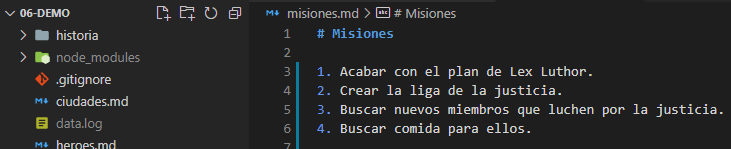 06-DEMO
historia
node_modules
.gitignore
ciudades.md
data.log
heroes.md
misiones.md > # Misiones
1 # Misiones
2
3 1. Acabar con el plan de Lex Luthor.
4 2. Crear la liga de la justicia.
5 3. Buscar nuevos miembros que luchen por la justicia.
6 4. Buscar comida para ellos.
7